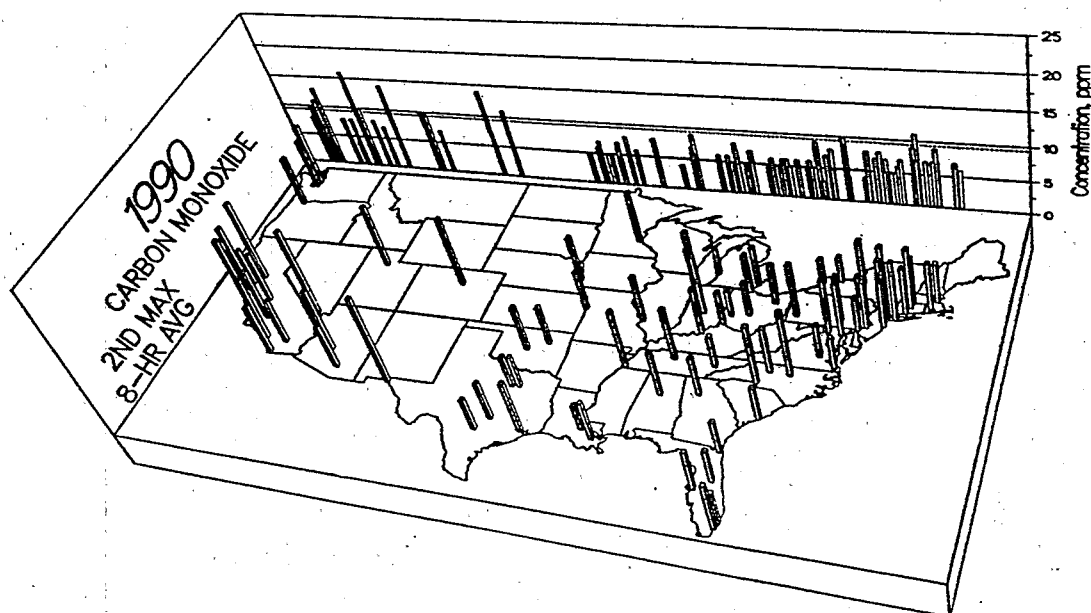 1990
CARBON MONOXIDE
2ND MAX
8-HR AVG
25
20
15
10
5
0
Concentration, ppm